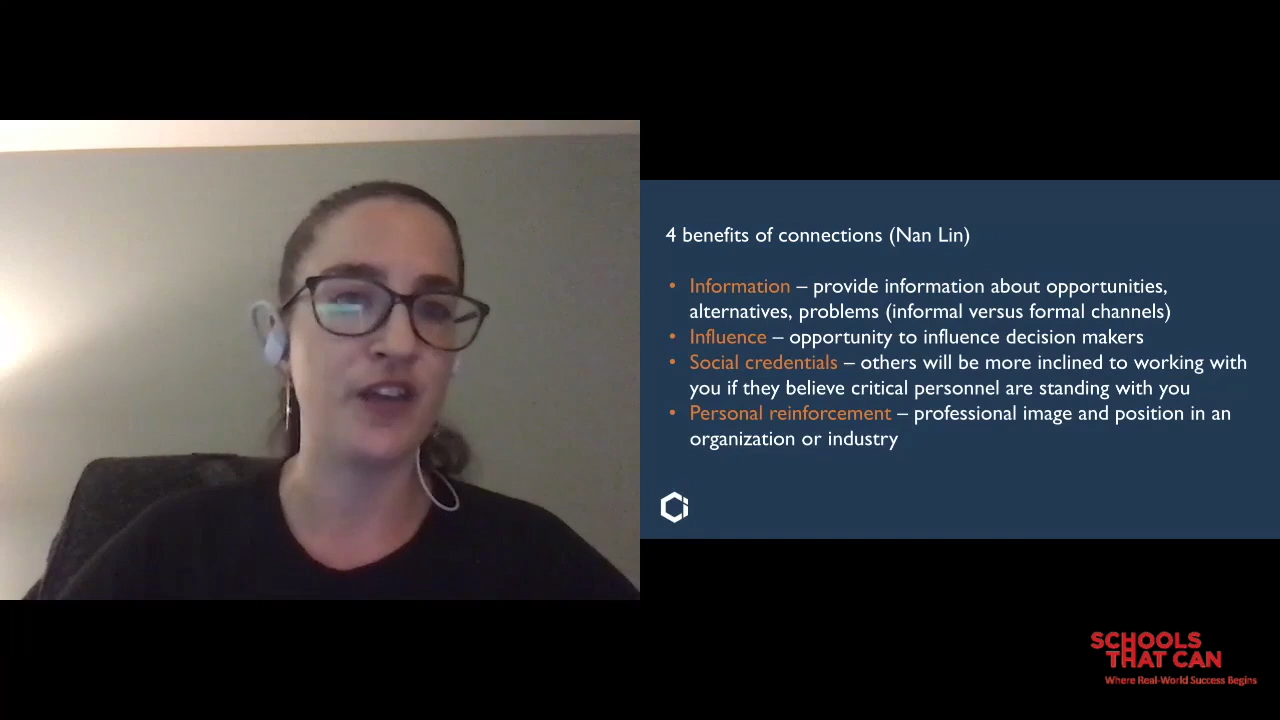 4 benefits of connections (Nan Lin)
• Information – provide information about opportunities,
alternatives, problems (informal versus formal channels)
• Influence – opportunity to influence decision makers
• Social credentials – others will be more inclined to working with
you if they believe critical personnel are standing with you
• Personal reinforcement – professional image and position in an
organization or industry
SCHOOLS
THAT CAN
Where Real-World Success Begins